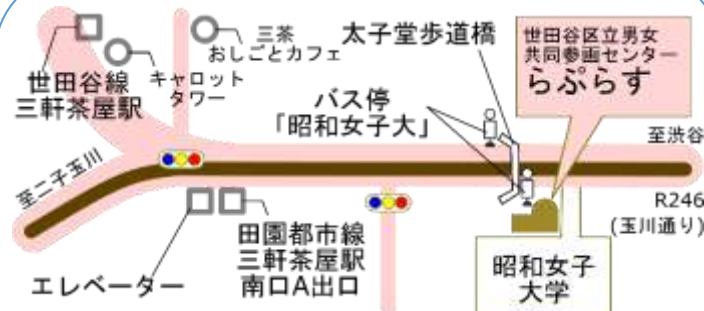 世田谷線
三軒茶屋駅
キャロット
タワー
三茶
おしごとカフェ
太子堂歩道橋
世田谷区立男女
共同参画センター
らぷらす
バス停
「昭和女子大」
至渋谷
至二子玉川
R246
(玉川通り)
エレベーター
田園都市線
三軒茶屋駅
南口A出口
昭和女子
大学